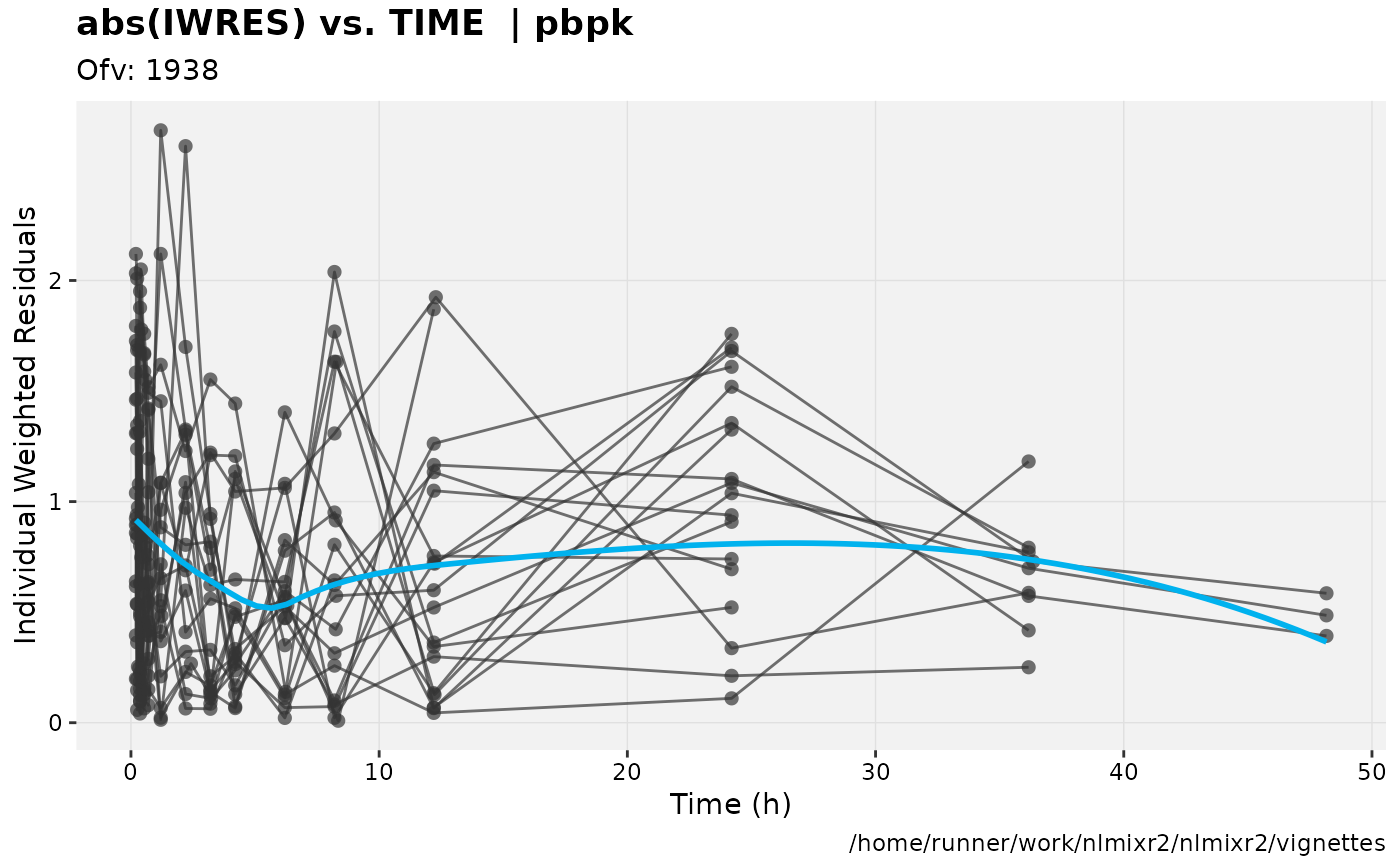 abs(IWRES) vs. TIME  | pbpk
Ofv: 1938
Individual Weighted Residuals
2
1
0
0 10 20 30 40 50
Time (h)
/home/runner/work/nlmixr2/nlmixr2/vignettes